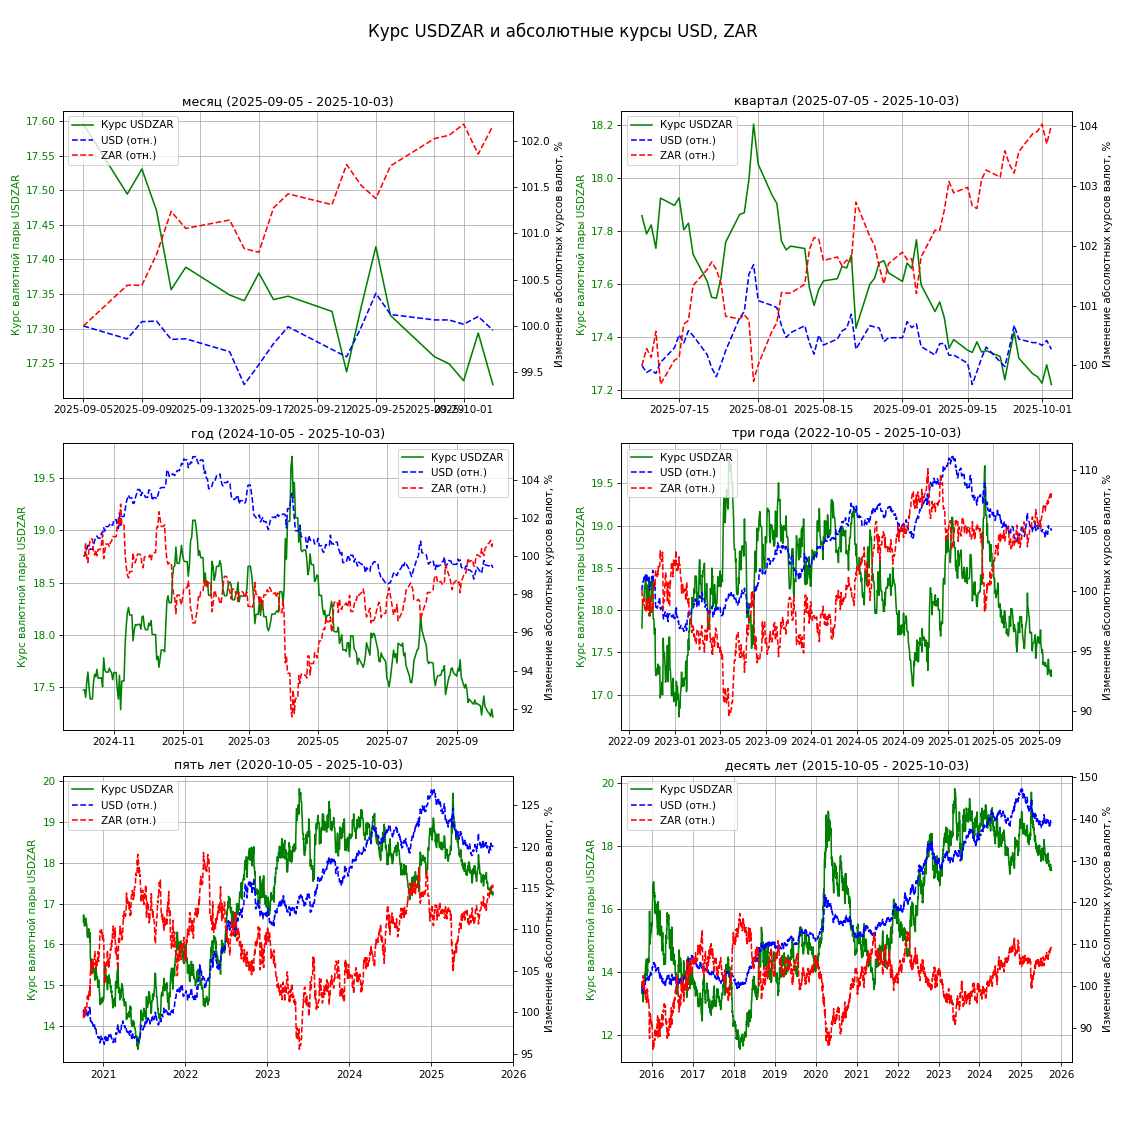 Курс USDZAR и абсолютные курсы USD, ZAR
месяц (2025-09-05 - 2025-10-03)
Курс валютной пары USDZAR
17.60
17.55
17.50
17.45
17.40
17.35
17.30
17.25
Курс USDZAR
USD (отн.)
ZAR (отн.)
102.0
101.5
101.0
100.5
100.0
99.5
Изменение абсолютных курсов валют, %
2025-09-05 2025-09-09 2025-09-13 2025-09-17 2025-09-21 2025-09-25 2025-09-29 2025-10-01
квартал (2025-07-05 - 2025-10-03)
Курс валютной пары USDZAR
18.2
18.0
17.8
17.6
17.4
17.2
Курс USDZAR
USD (отн.)
ZAR (отн.)
104
103
102
101
100
Изменение абсолютных курсов валют, %
2025-07-15 2025-08-01 2025-08-15 2025-09-01 2025-09-15 2025-10-01
год (2024-10-05 - 2025-10-03)
Курс валютной пары USDZAR
19.5
19.0
18.5
18.0
17.5
Курс USDZAR
USD (отн.)
ZAR (отн.)
104
102
100
98
96
94
92
Изменение абсолютных курсов валют, %
2024-11 2025-01 2025-03 2025-05 2025-07 2025-09
три года (2022-10-05 - 2025-10-03)
Курс валютной пары USDZAR
19.5
19.0
18.5
18.0
17.5
17.0
Курс USDZAR
USD (отн.)
ZAR (отн.)
110
105
100
95
90
Изменение абсолютных курсов валют, %
2022-09 2023-01 2023-05 2023-09 2024-01 2024-05 2024-09 2025-01 2025-05 2025-09
пять лет (2020-10-05 - 2025-10-03)
Курс валютной пары USDZAR
20
19
18
17
16
15
14
Курс USDZAR
USD (отн.)
ZAR (отн.)
125
120
115
110
105
100
95
Изменение абсолютных курсов валют, %
2021 2022 2023 2024 2025 2026
десять лет (2015-10-05 - 2025-10-03)
Курс валютной пары USDZAR
20
18
16
14
12
Курс USDZAR
USD (отн.)
ZAR (отн.)
150
140
130
120
110
100
90
Изменение абсолютных курсов валют, %
2016 2017 2018 2019 2020 2021 2022 2023 2024 2025 2026